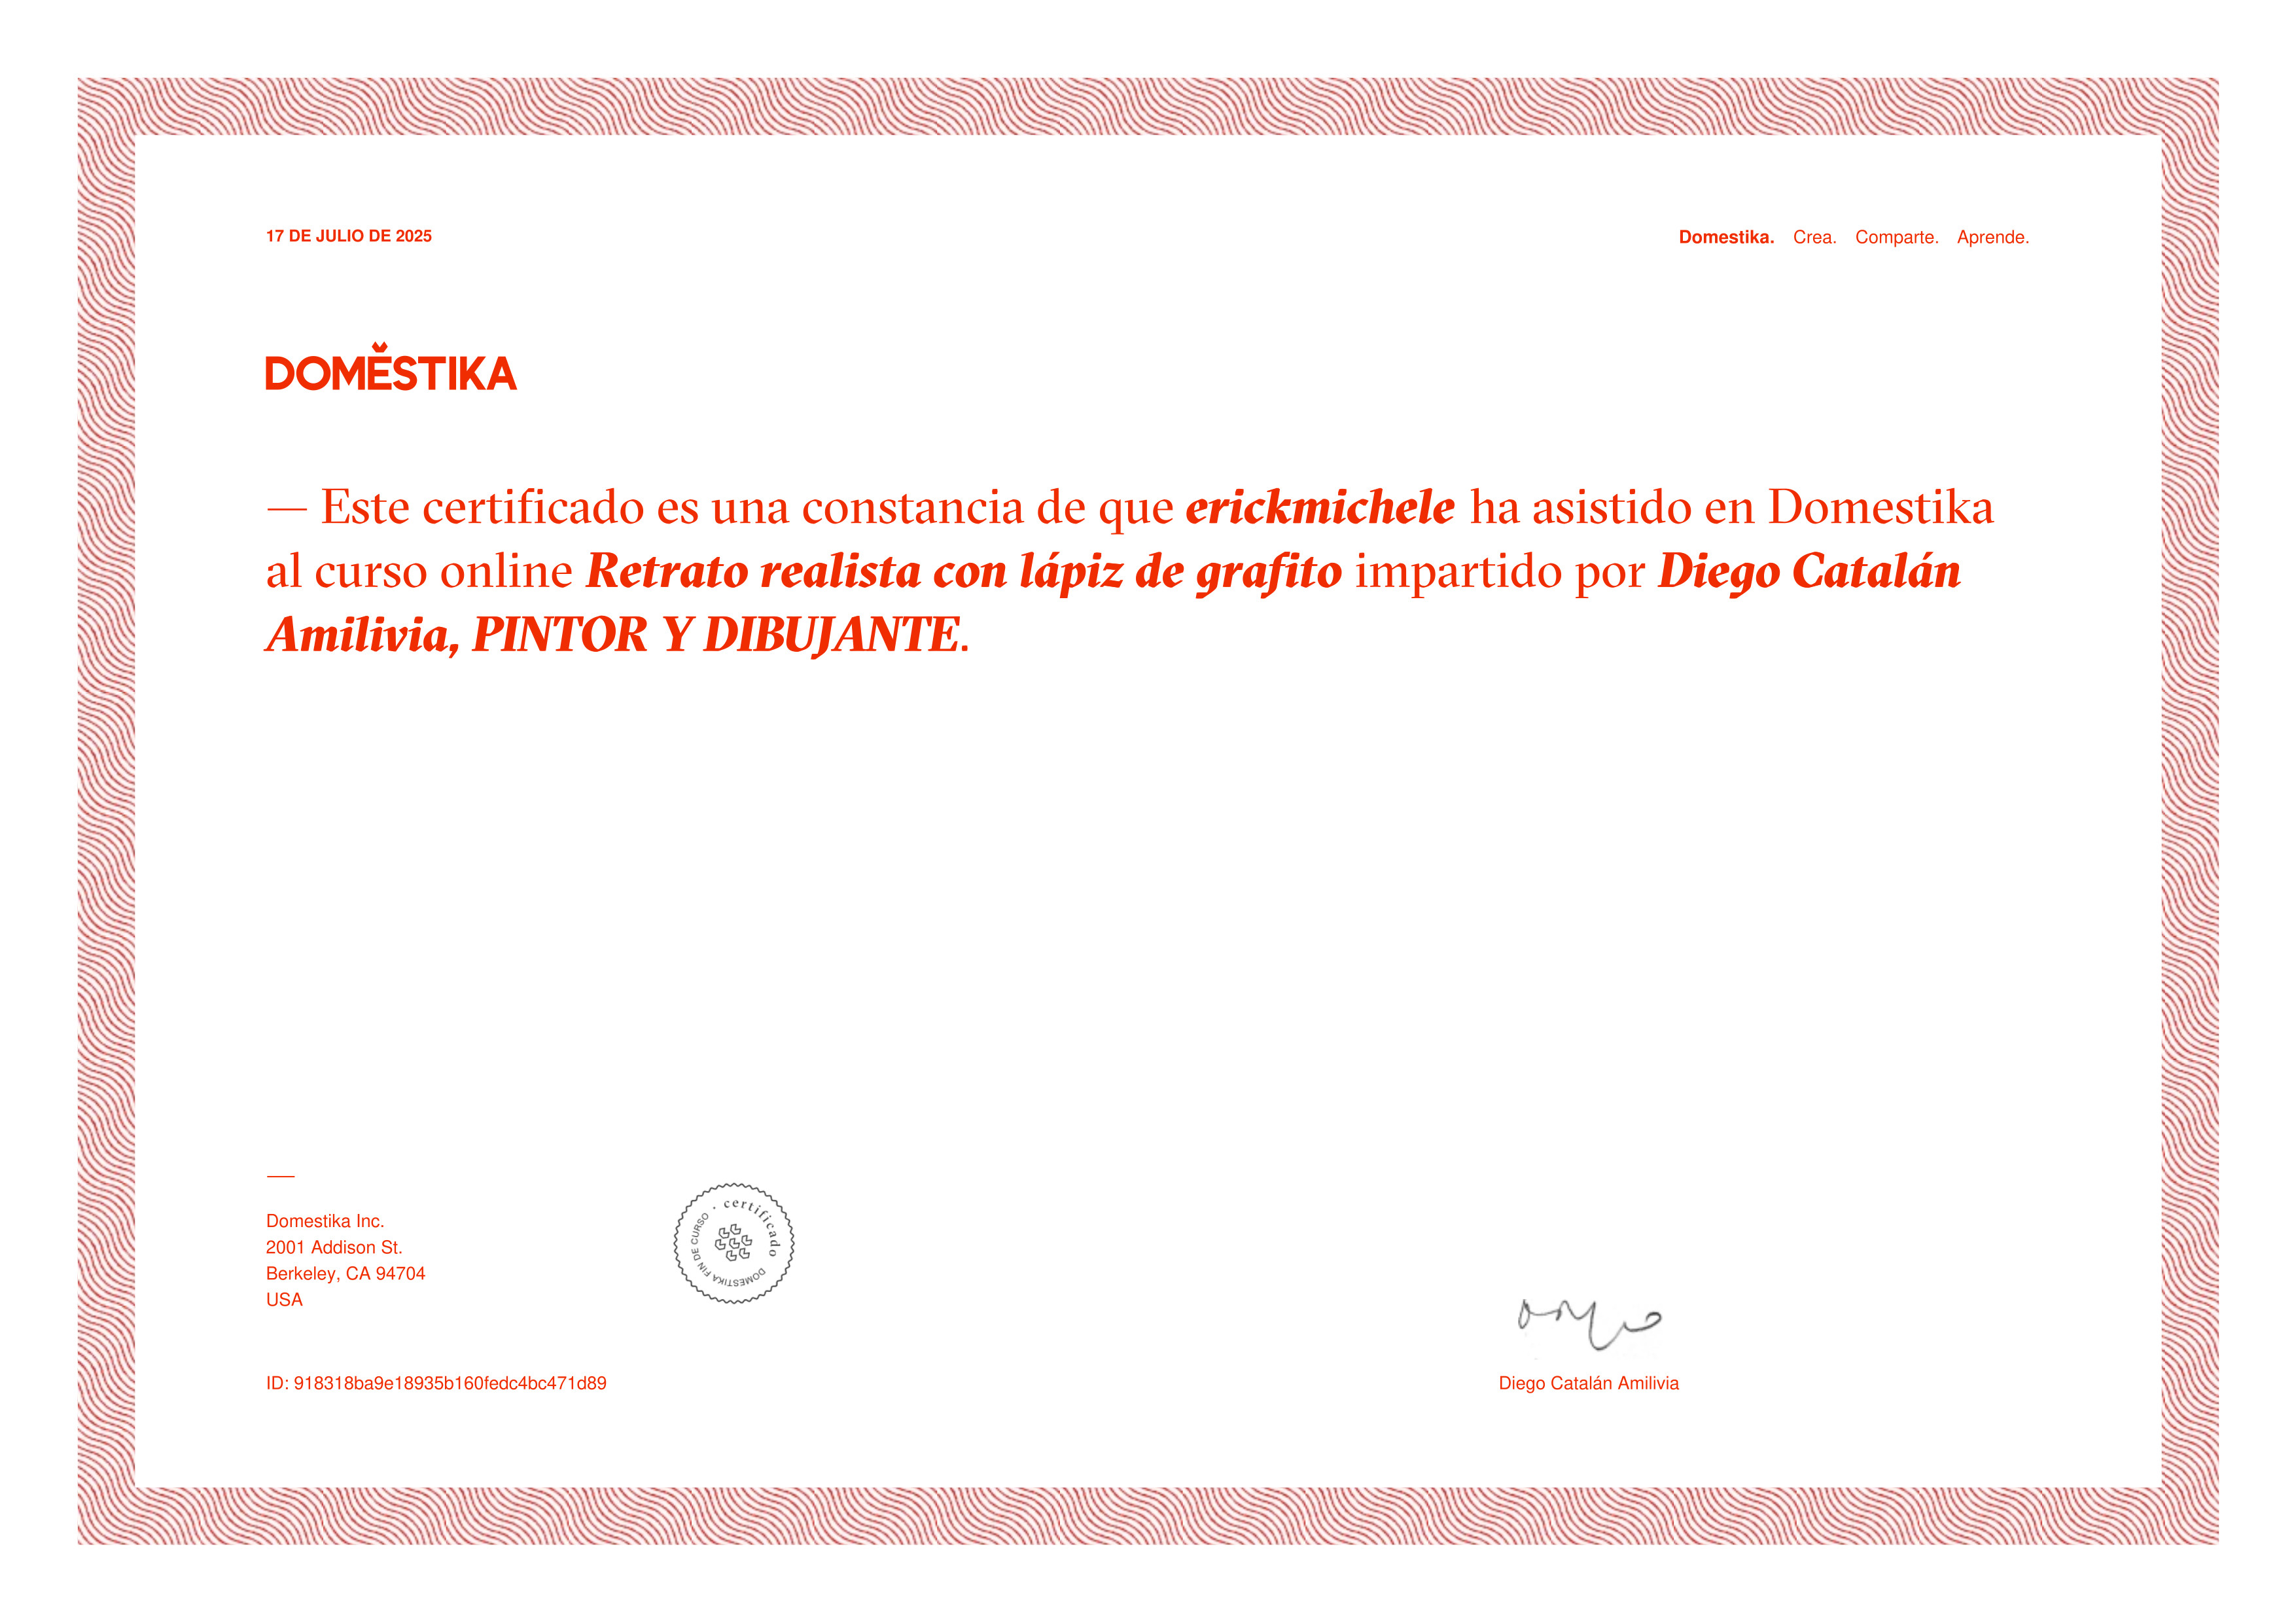 17 DE JULIO DE 2025
Domestika. Crea. Comparte. Aprende.
DOMĔSTIKA
— Este certificado es una constancia de que erickmichele ha asistido en Domestika
al curso online Retrato realista con lápiz de grafito impartido por Diego Catalán
Amilivia, PINTOR Y DIBUJANTE.
Domestika Inc.
2001 Addison St.
Berkeley, CA 94704
USA
certificado
DOMESTIKA FIN DE CURSO
ID: 918318ba9e18935b160fedc4bc471d89
Diego Catalán Amilivia